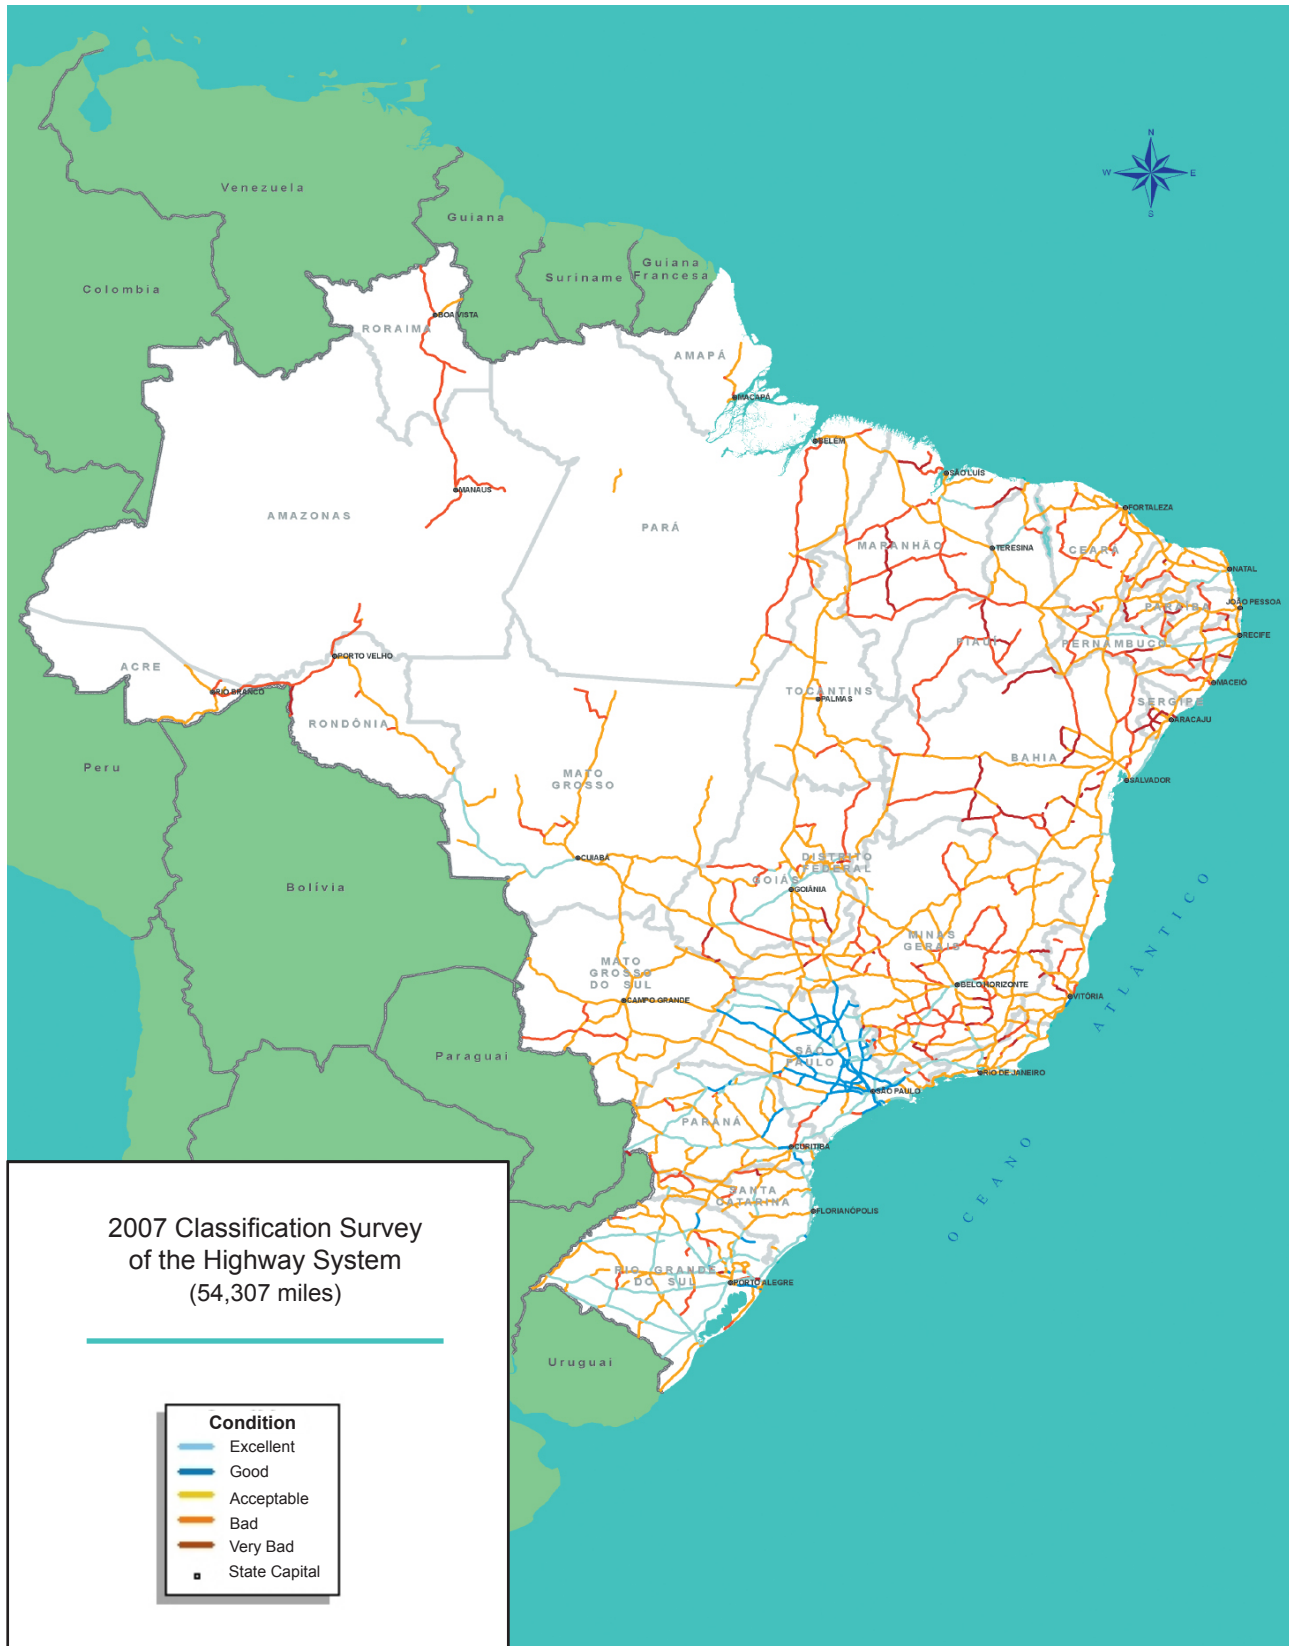 N
W
E
S
Venezuela
Guiana
Suriname
Guiana
Francesa
Colombia
BOA VISTA
RORAIMA
AMAPÁ
MACAPÁ
BELÉM
SÃO LUÍS
MANAUS
FORTALEZA
AMAZONAS
PARÁ
MARANHÃO
TERESINA
CEARA
NATAL
PARAIBA
JOÃO PESSOA
RECIFE
PIAUÍ
PERNAMBUCO
PORTO VELHO
ACRE
RIO BRANCO
TOCANTINS
PALMAS
MACEIÓ
SERGIPE
ARACAJU
RONDÔNIA
Peru
MATO
GROSSO
BAHIA
SALVADOR
CUIABÁ
DISTRITO
FEDERAL
GOIÁS
GOIÂNIA
Bolívia
MINAS
GERAIS
MATO
GROSSO
DO SUL
CAMPO GRANDE
BELO HORIZONTE
VITÓRIA
ATLÂNTICO
Paraguai
SÃO
PAULO
SÃO PAULO
RIO DE JANEIRO
PARANÁ
CURITIBA
OCEANO
SANTA
CATARINA
FLORIANÓPOLIS
RIO GRANDE
DO SUL
PORTO ALEGRE
Uruguai
2007 Classification Survey
of the Highway System
(54,307 miles)
Condition
Excellent
Good
Acceptable
Bad
Very Bad
State Capital